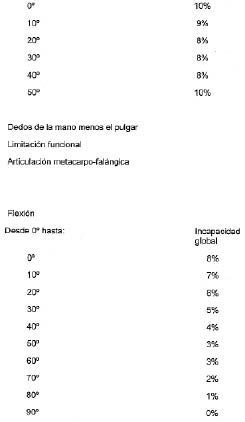 0º 10%
10º 9%
20º 8%
30º 8%
40º 8%
50º 10%
Dedos de la mano menos el pulgar
Limitación funcional
Articulación metacarpo-falángica
Flexión
Desde 0º hasta: Incapacidad
global
0º 8%
10º 7%
20º 6%
30º 5%
40º 4%
50º 3%
60º 3%
70º 2%
80º 1%
90º 0%